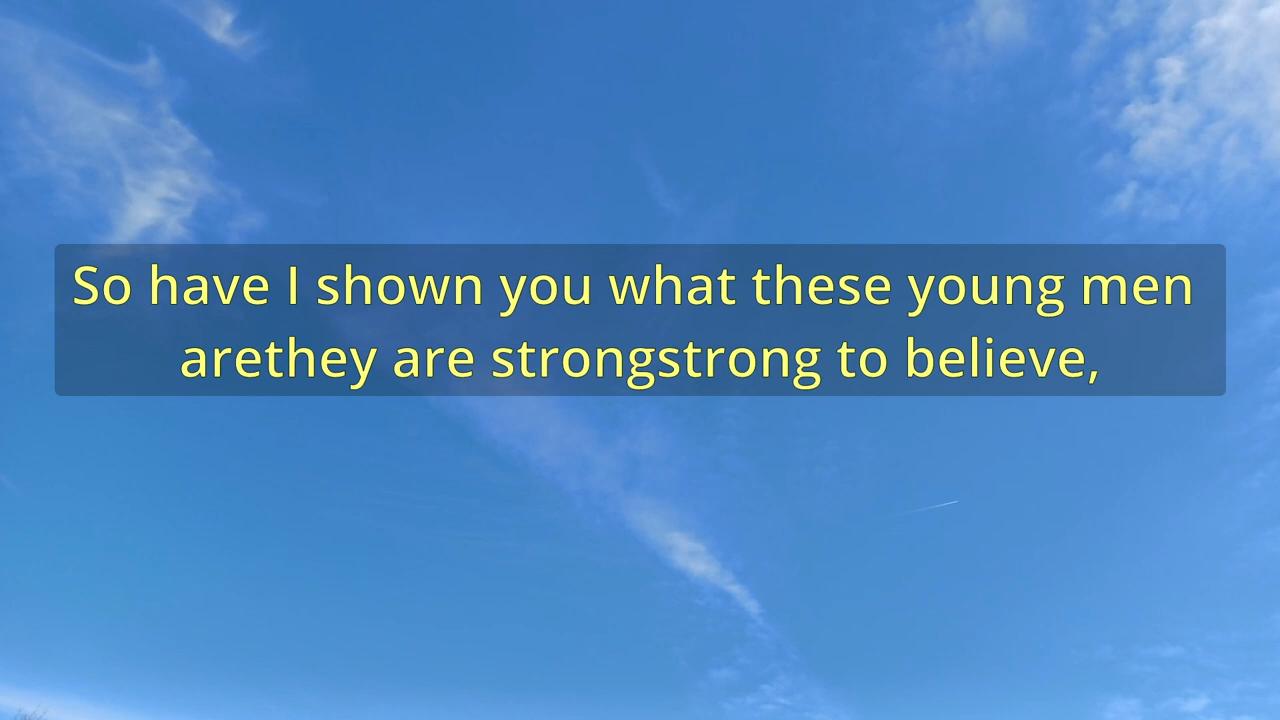 So have I shown you what these young men
arethey are strongstrong to believe,